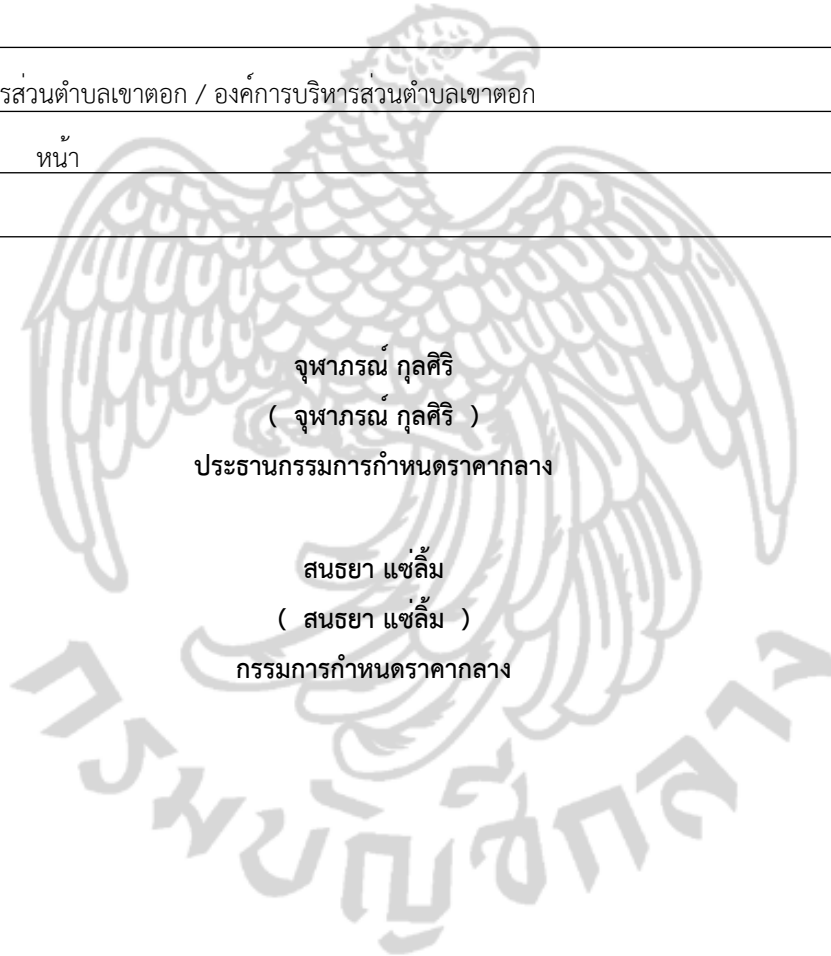 รส่วนตำบลเขาตอก / องค์การบริหารส่วนตำบลเขาตอก
หน้า
จุฬาภรณ์ กุลศิริ
( จุฬาภรณ์ กุลศิริ )
ประธานกรรมการกำหนดราคากลาง
สนธยา แซ่ลิ้ม
( สนธยา แซ่ลิ้ม )
กรรมการกำหนดราคากลาง
กรมบัญชีกลาง